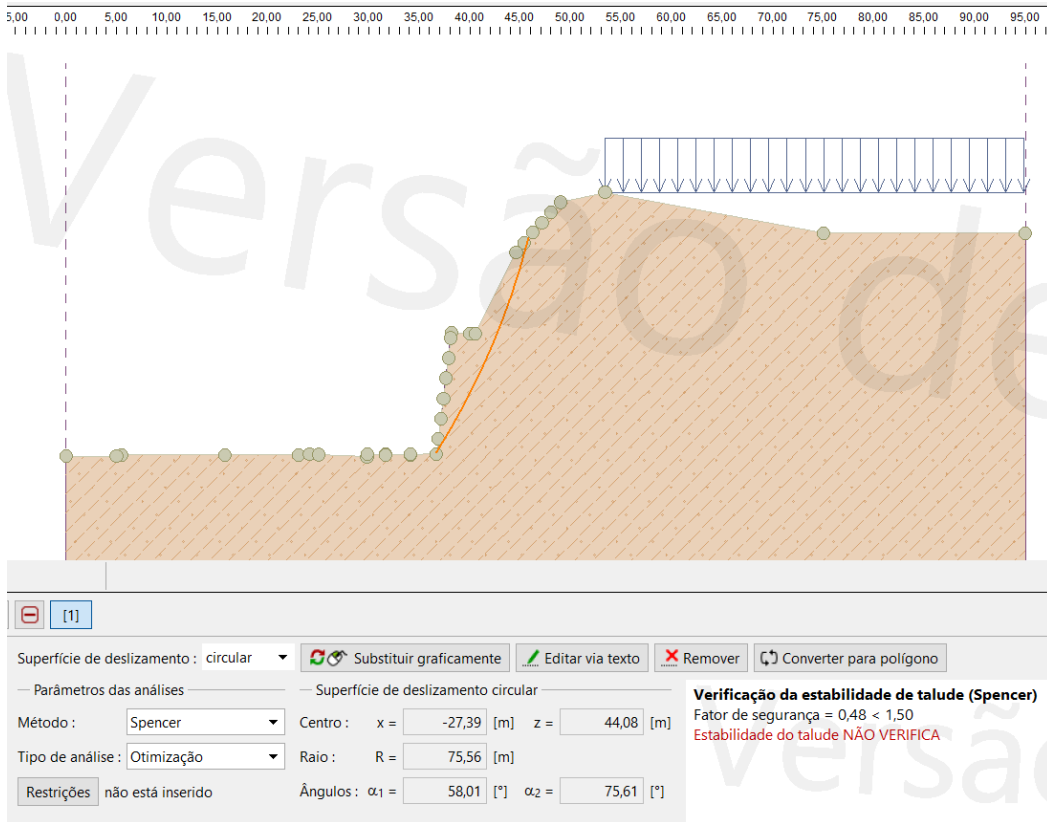 5,00 0,00 5,00 10,00 15,00 20,00 25,00 30,00 35,00 40,00 45,00 50,00 55,00 60,00 65,00 70,00 75,00 80,00 85,00 90,00 95,00
Versão de
[1]
Superfície de deslizamento : circular Substituir graficamente Editar via texto Remover Converter para polígono
Parâmetros das análises Superfície de deslizamento circular
Verificação da estabilidade de talude (Spencer)
Método : Spencer Centro : x = -27,39 [m] z = 44,08 [m]
Fator de segurança = 0,48 < 1,50
Estabilidade do talude NÃO VERIFICA
Tipo de análise : Otimização Raio : R = 75,56 [m]
Restrições não está inserido Ângulos : α1 = 58,01 [°] α2 = 75,61 [°]
Versã